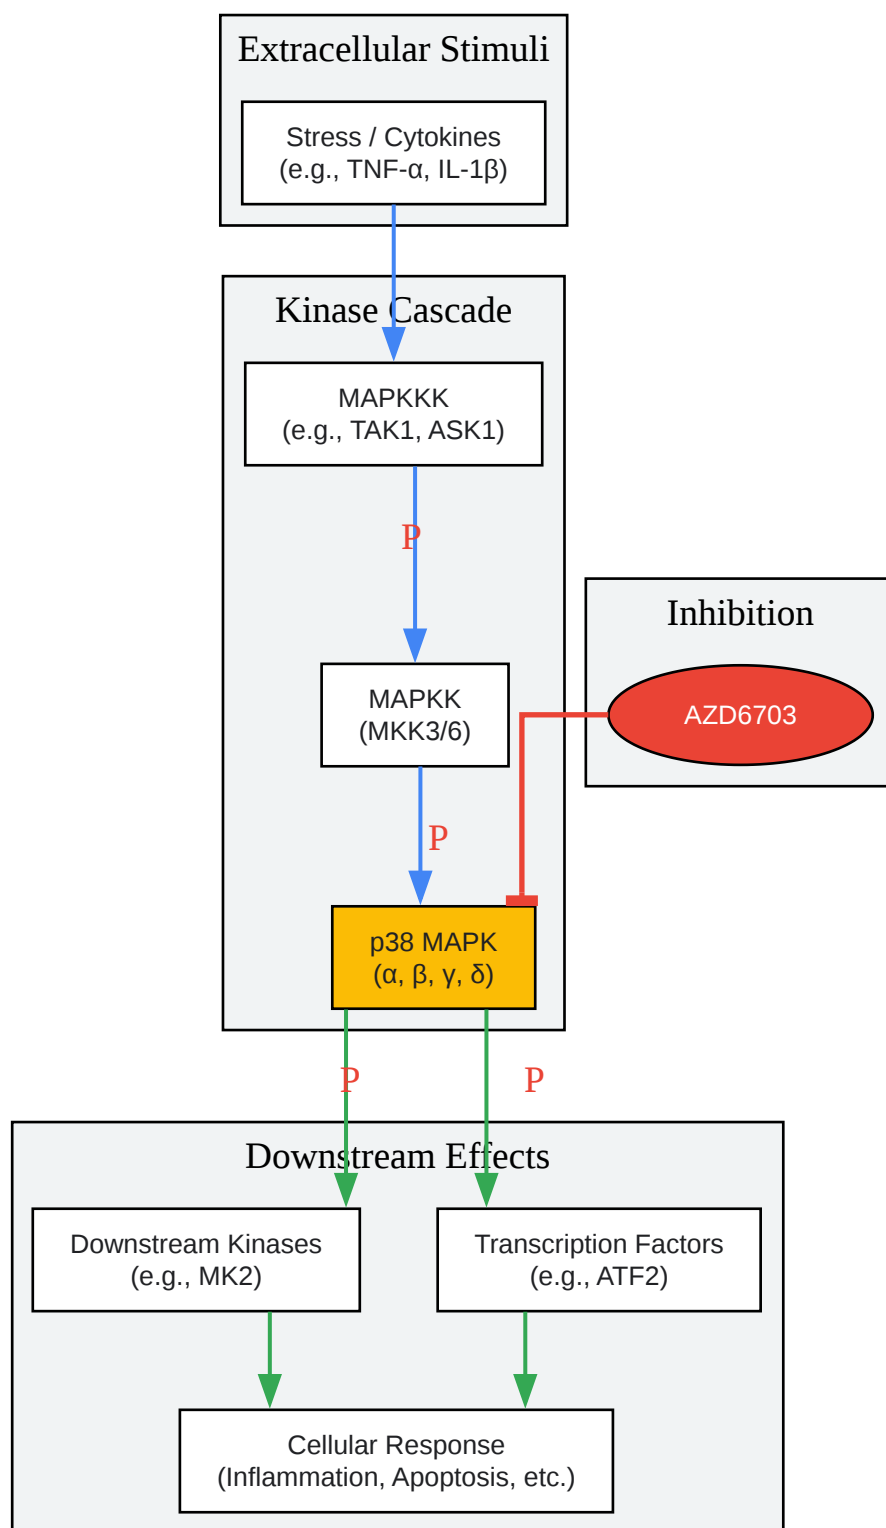 Extracellular Stimuli
Stress / Cytokines
(e.g., TNF-α, IL-1β)
Kinase Cascade
MAPKKK
(e.g., TAK1, ASK1)
P
Inhibition
MAPKK
(MKK3/6)
AZD6703
P
p38 MAPK
(α, β, γ, δ)
P
P
Downstream Effects
Downstream Kinases
(e.g., MK2)
Transcription Factors
(e.g., ATF2)
Cellular Response
(Inflammation, Apoptosis, etc.)